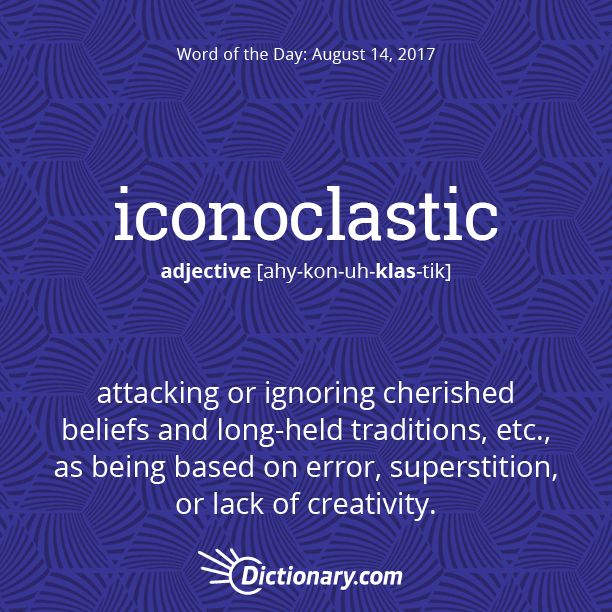 Word of the Day: August 14, 2017
iconoclastic
adjective [ahy-kon-uh-klas-tik]
attacking or ignoring cherished
beliefs and long-held traditions, etc.,
as being based on error, superstition,
or lack of creativity.
Dictionary.com